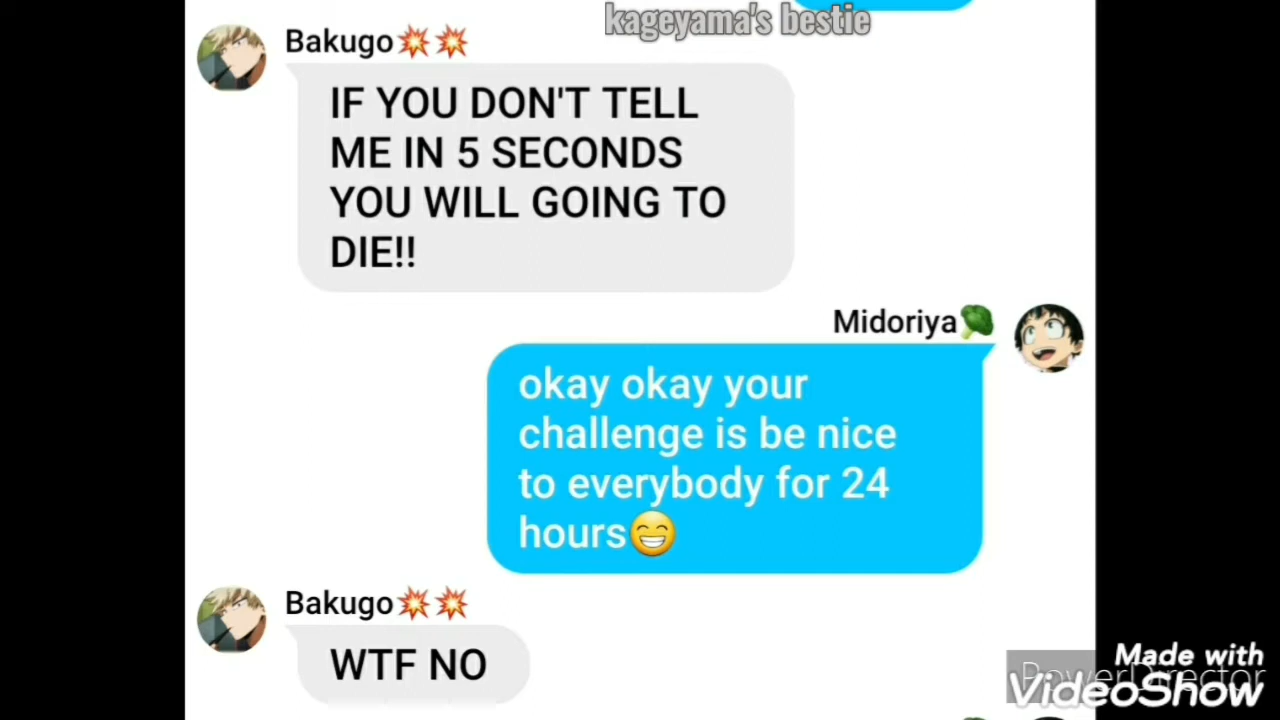 kageyama's bestie
Bakugo💥💥
IF YOU DON'T TELL
ME IN 5 SECONDS
YOU WILL GOING TO
DIE!!
Midoriya🥦
okay okay your
challenge is be nice
to everybody for 24
hours😁
Bakugo💥💥
WTF NO
Made with
PowerDirector
VideoShow